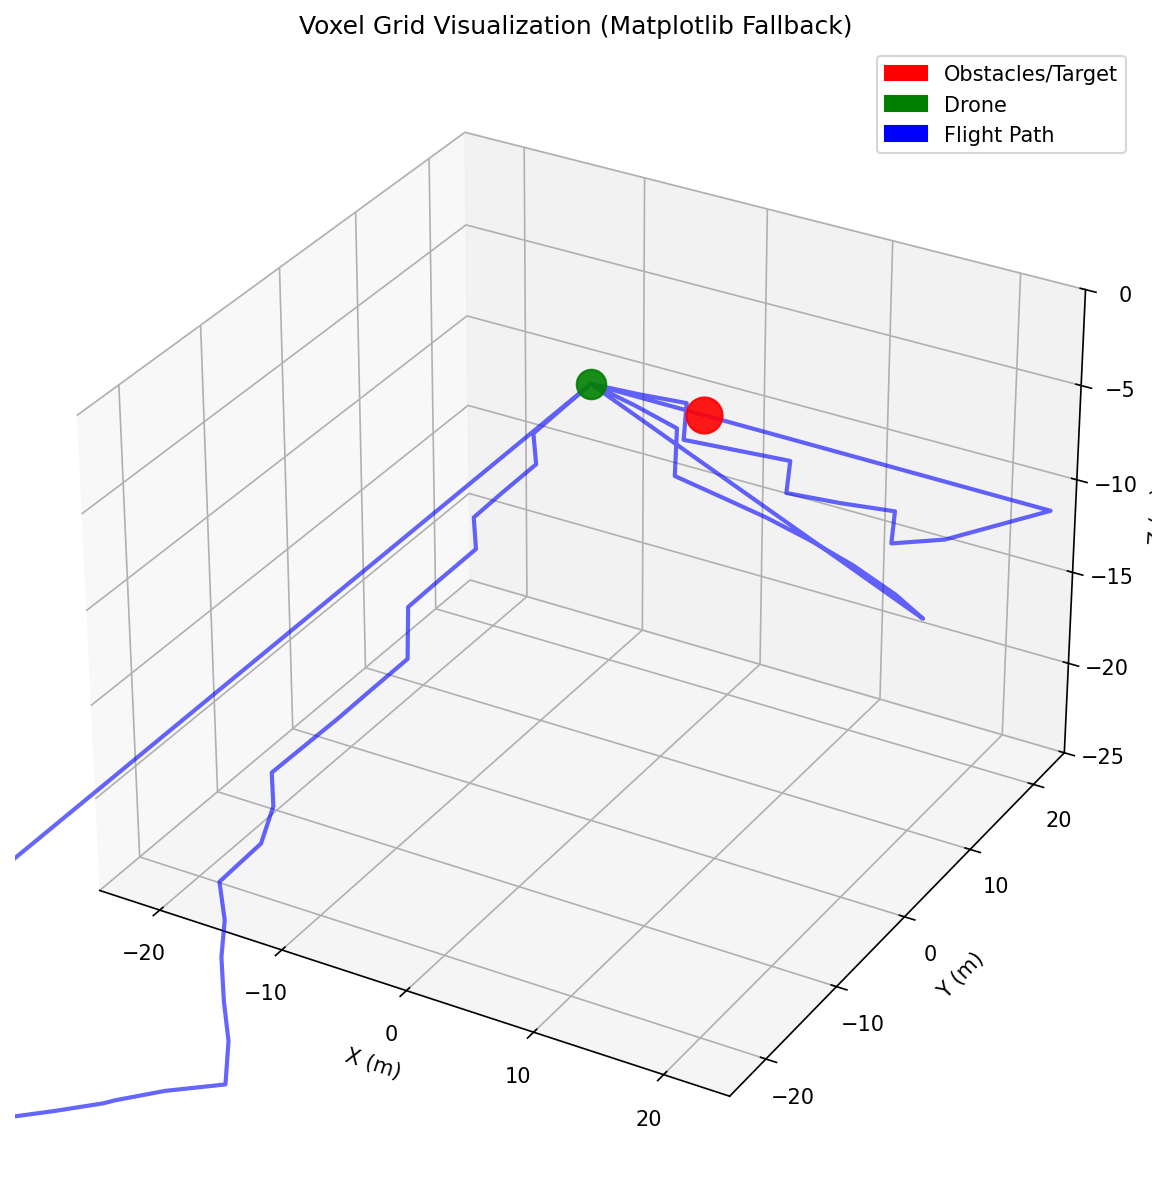 Voxel Grid Visualization (Matplotlib Fallback)
Obstacles/Target
Drone
Flight Path
0
−5
−10
−15
−20
−25
20
10
0
−10
−20
Y (m)
−20
−10
0
10
20
X (m)